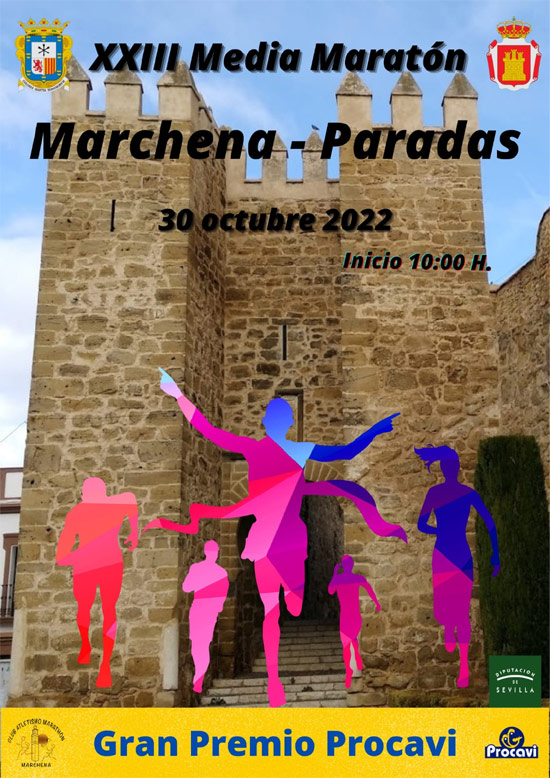 XXIII Media Maratón
Marchena - Paradas
30 octubre 2022
Inicio 10:00 H.
DIPUTACIÓN
DE
SEVILLA
CLUB ATLETISMO MARATHÓN
MARCHENA
Gran Premio Procavi
Procavi